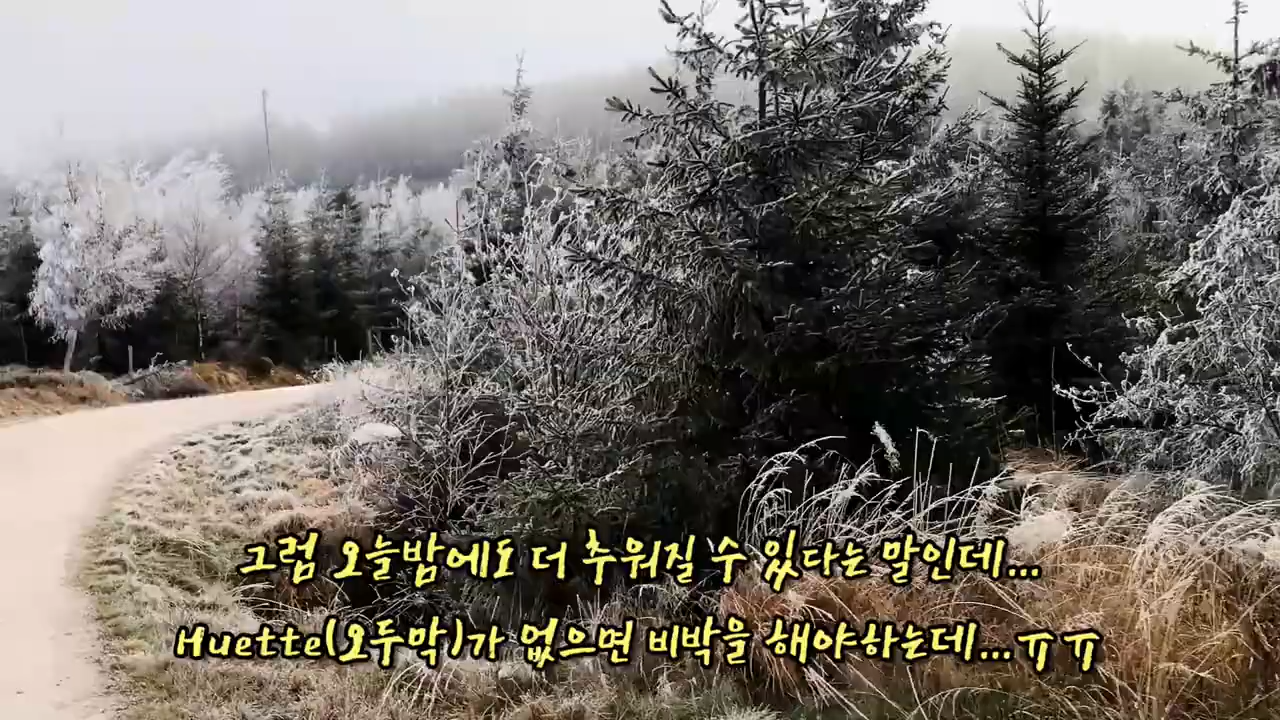 그럼 오늘밤에도 더 추워질 수 있다는 말인데...
Huette(오두막)가 없으면 비박을 해야하는데...ㅠㅠ